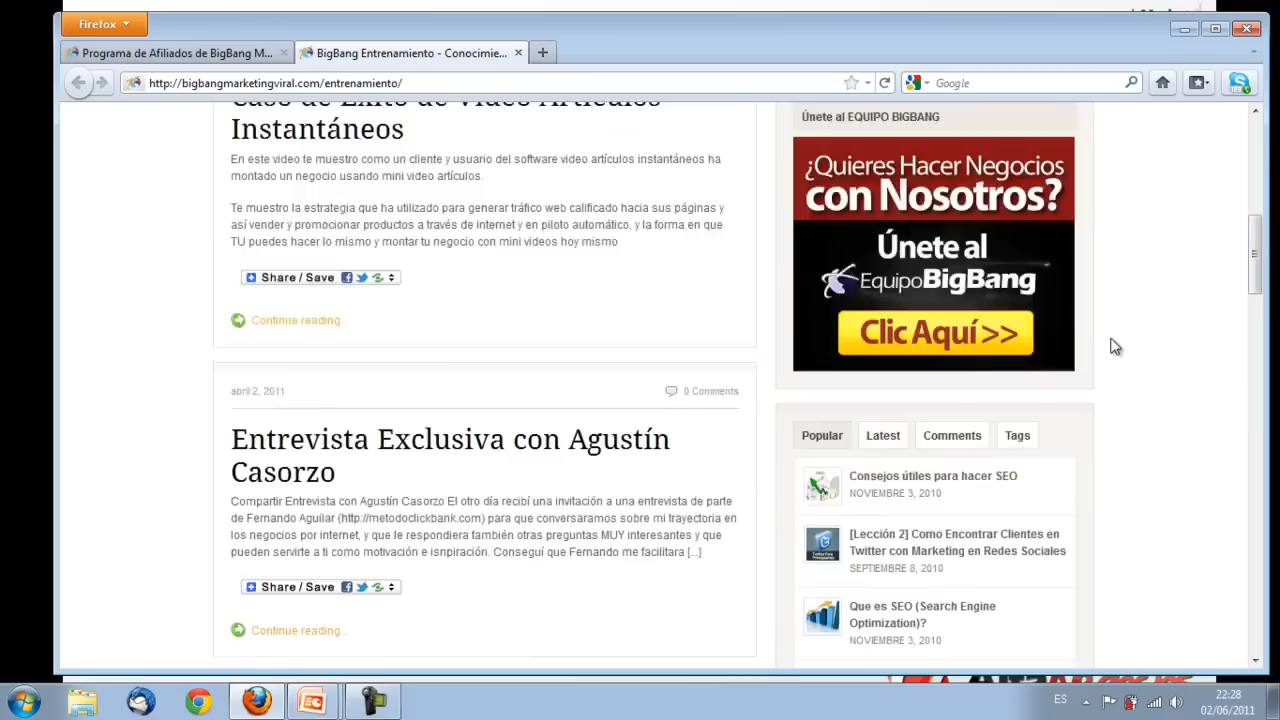 Firefox
Programa de Afiliados de BigBang M...
BigBang Entrenamiento - Conocimie...
http://bigbangmarketingviral.com/entrenamiento/
Google
Caso de Éxito de Video Artículos
Instantáneos
En este video te muestro como un cliente y usuario del software video artículos instantáneos ha
montado un negocio usando mini video artículos.
Te muestro la estrategia que ha utilizado para generar tráfico web calificado hacia sus páginas y
así vender y promocionar productos a través de internet y en piloto automático, y la forma en que
TU puedes hacer lo mismo y montar tu negocio con mini videos hoy mismo
Share / Save
Continue reading...
abril 2, 2011
0 Comments
Entrevista Exclusiva con Agustín
Casorzo
Compartir Entrevista con Agustín Casorzo El otro día recibí una invitación a una entrevista de parte
de Fernando Aguilar (http://metodoclickbank.com) para que conversaramos sobre mi trayectoria en
los negocios por internet, y que le respondiera también otras preguntas MUY interesantes y que
pueden servirte a ti como motivación e isnpiración. Conseguí que Fernando me facilitara [...]
Share / Save
Continue reading...
Únete al EQUIPO BIGBANG
¿Quieres Hacer Negocios
con Nosotros?
Únete al
EquipoBigBang
Clic Aquí >>
Popular
Latest
Comments
Tags
Consejos útiles para hacer SEO
NOVIEMBRE 3, 2010
[Lección 2] Como Encontrar Clientes en
Twitter con Marketing en Redes Sociales
SEPTIEMBRE 8, 2010
Que es SEO (Search Engine
Optimization)?
NOVIEMBRE 3, 2010
ES
22:28
02/06/2011